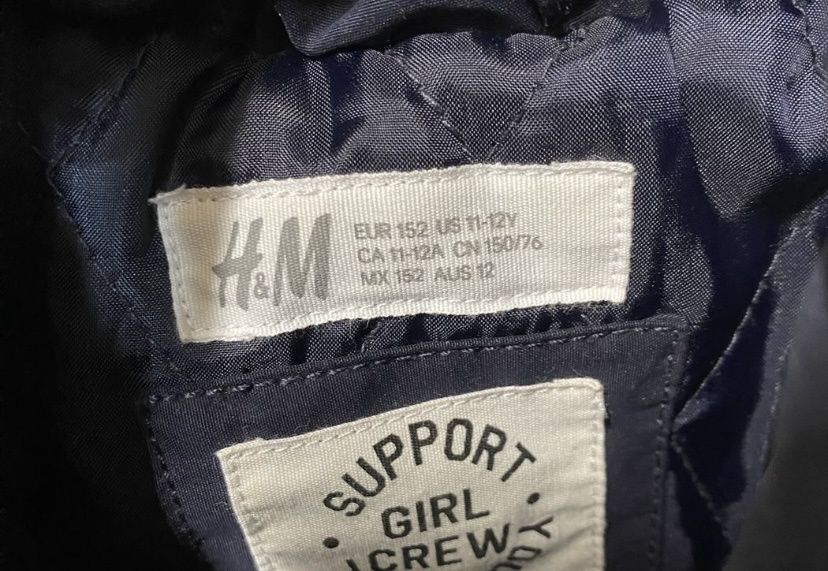 H&M
EUR 152 US 11-12Y
CA 11-12A CN 150/76
MX 152 AUS 12
• SUPPORT •
GIRL
CREW